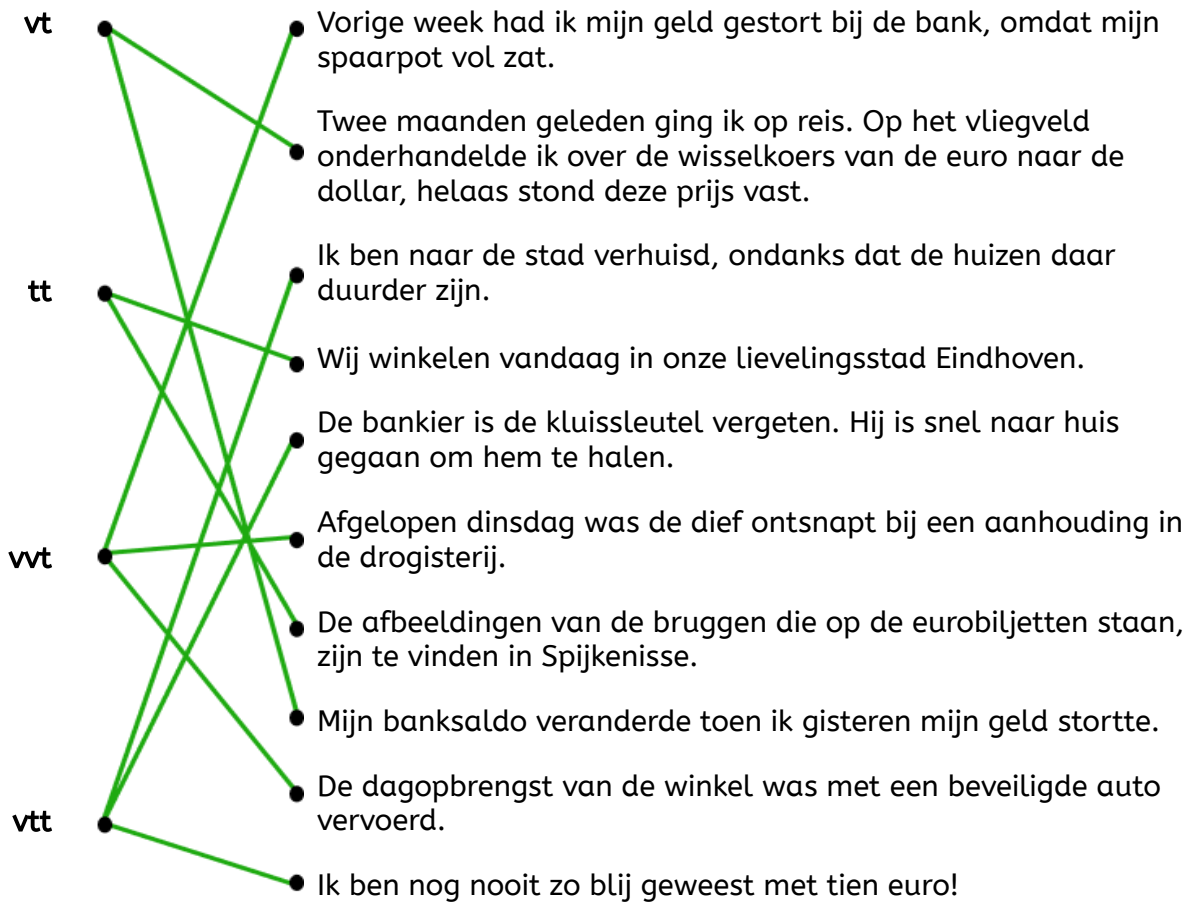 vt
Vorige week had ik mijn geld gestort bij de bank, omdat mijn
spaarpot vol zat.
Twee maanden geleden ging ik op reis. Op het vliegveld
onderhandelde ik over de wisselkoers van de euro naar de
dollar, helaas stond deze prijs vast.
tt
Ik ben naar de stad verhuisd, ondanks dat de huizen daar
duurder zijn.
Wij winkelen vandaag in onze lievelingsstad Eindhoven.
De bankier is de kluissleutel vergeten. Hij is snel naar huis
gegaan om hem te halen.
vvt
Afgelopen dinsdag was de dief ontsnapt bij een aanhouding in
de drogisterij.
De afbeeldingen van de bruggen die op de eurobiljetten staan,
zijn te vinden in Spijkenisse.
Mijn banksaldo veranderde toen ik gisteren mijn geld stortte.
vtt
De dagopbrengst van de winkel was met een beveiligde auto
vervoerd.
Ik ben nog nooit zo blij geweest met tien euro!